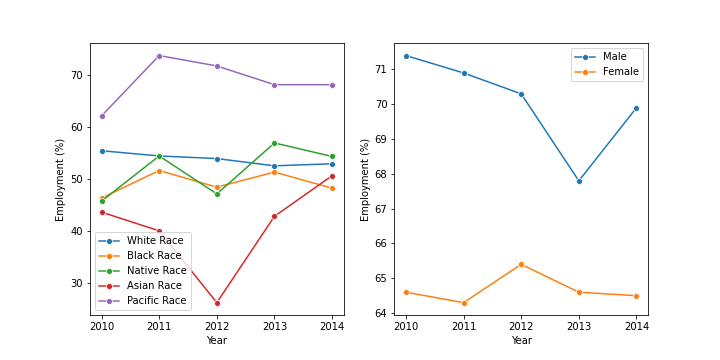 70
60
50
40
30
Employment (%)
White Race
Black Race
Native Race
Asian Race
Pacific Race
2010 2011 2012 2013 2014
Year
71
70
69
68
67
66
65
64
Employment (%)
Male
Female
2010 2011 2012 2013 2014
Year